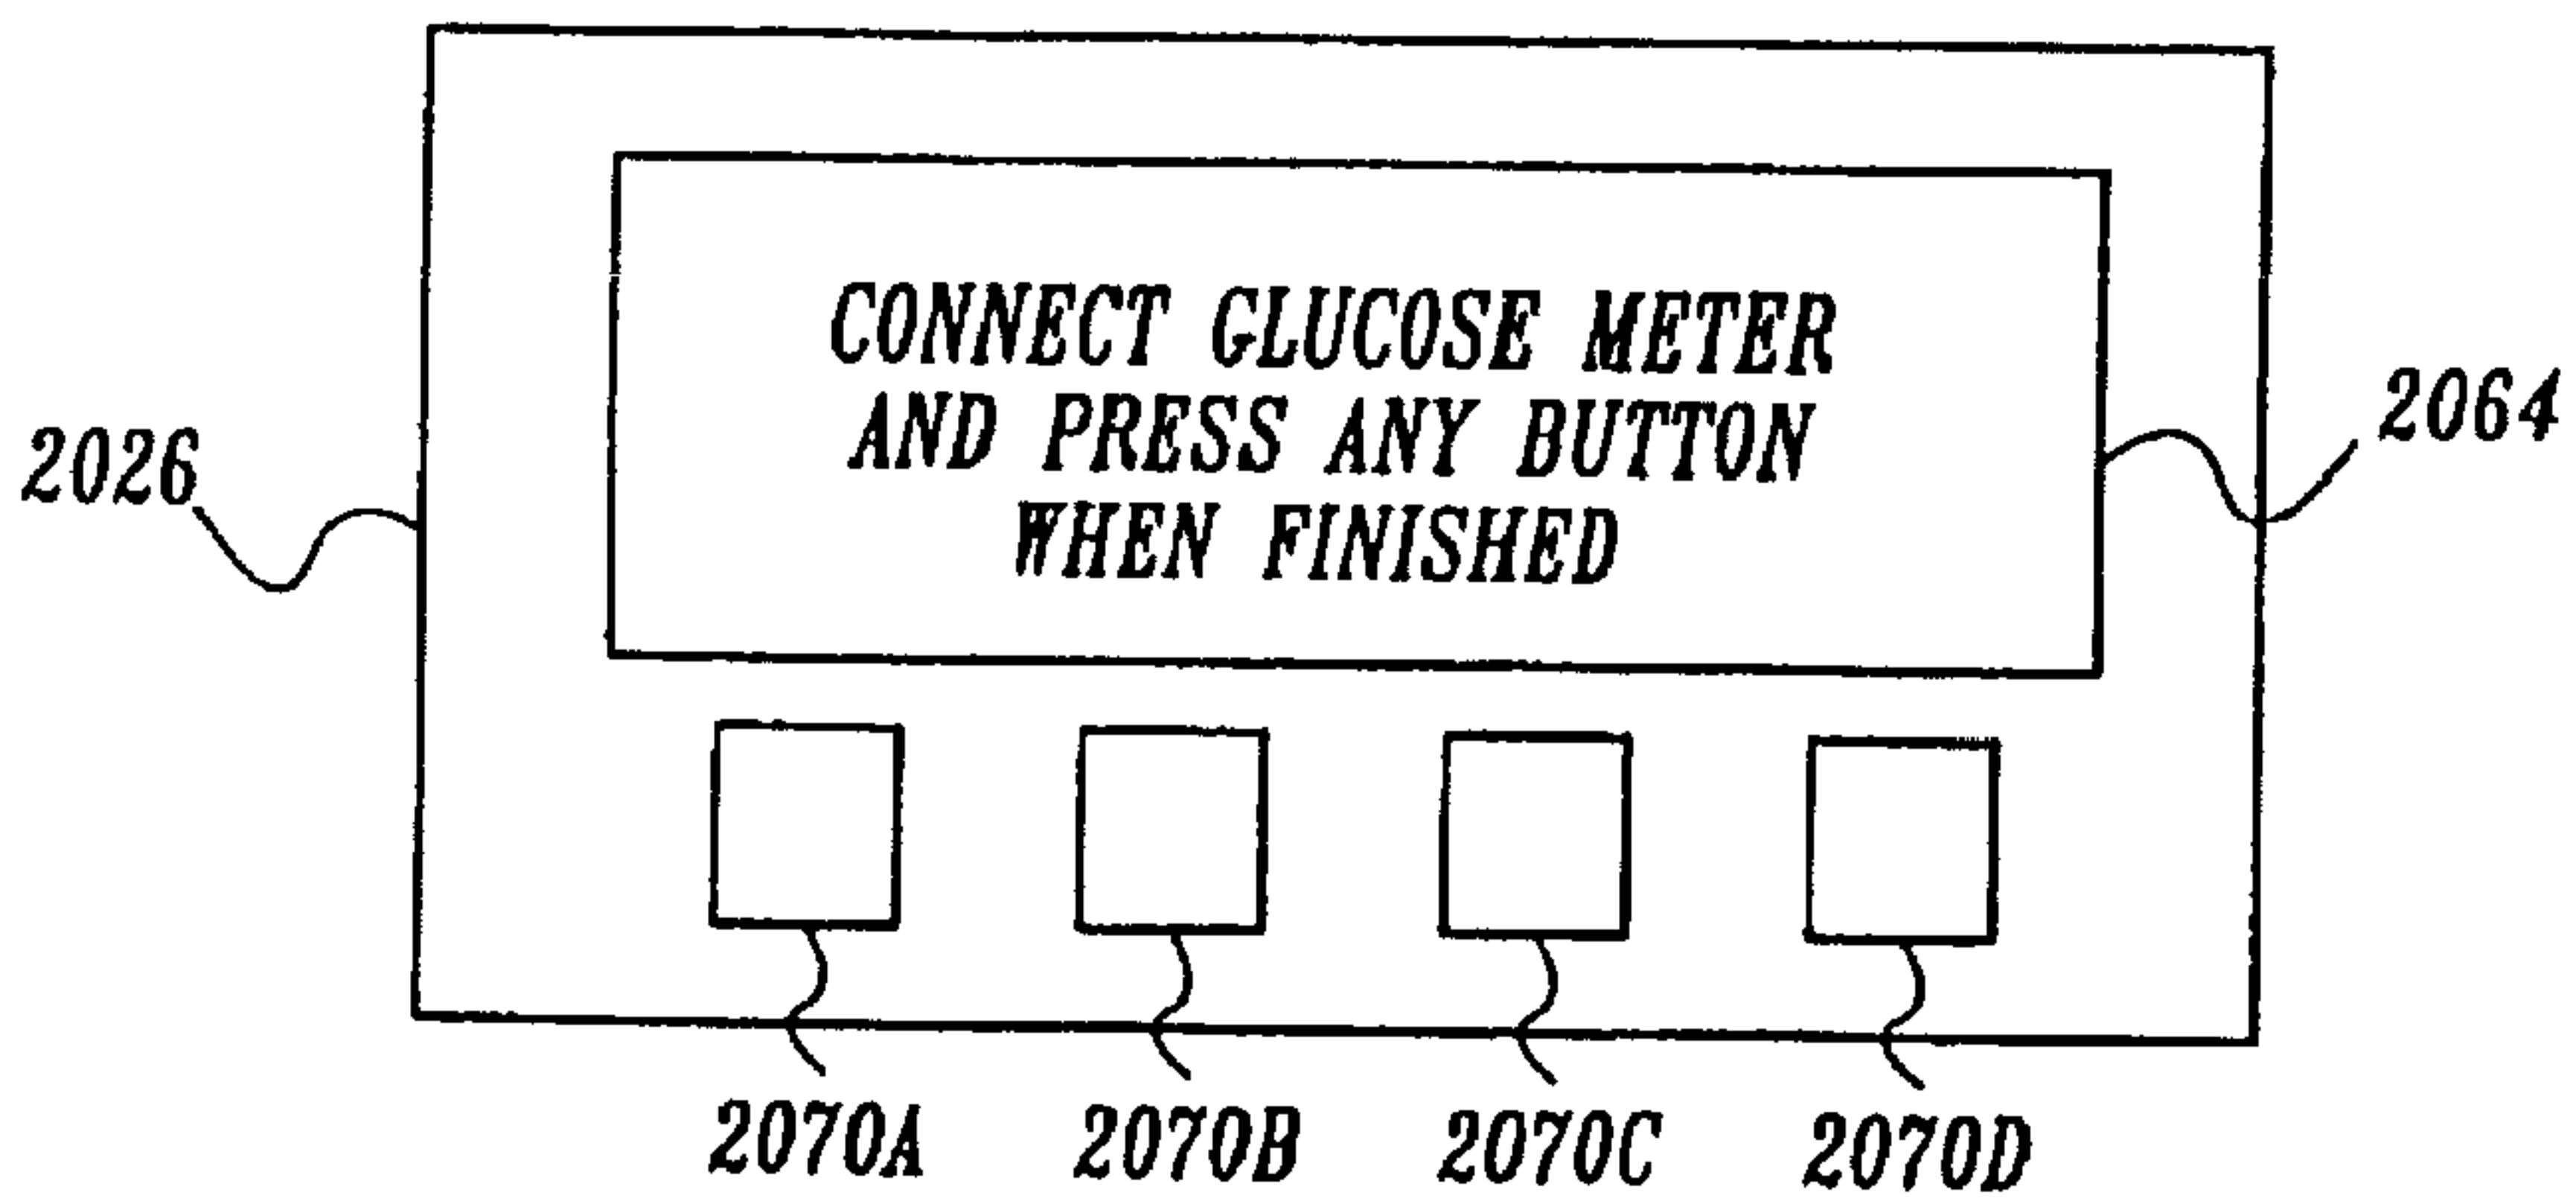 CONNECT GLUCOSE METER
AND PRESS ANY BUTTON
WHEN FINISHED
2026
2064
2070A
2070B
2070C
2070D